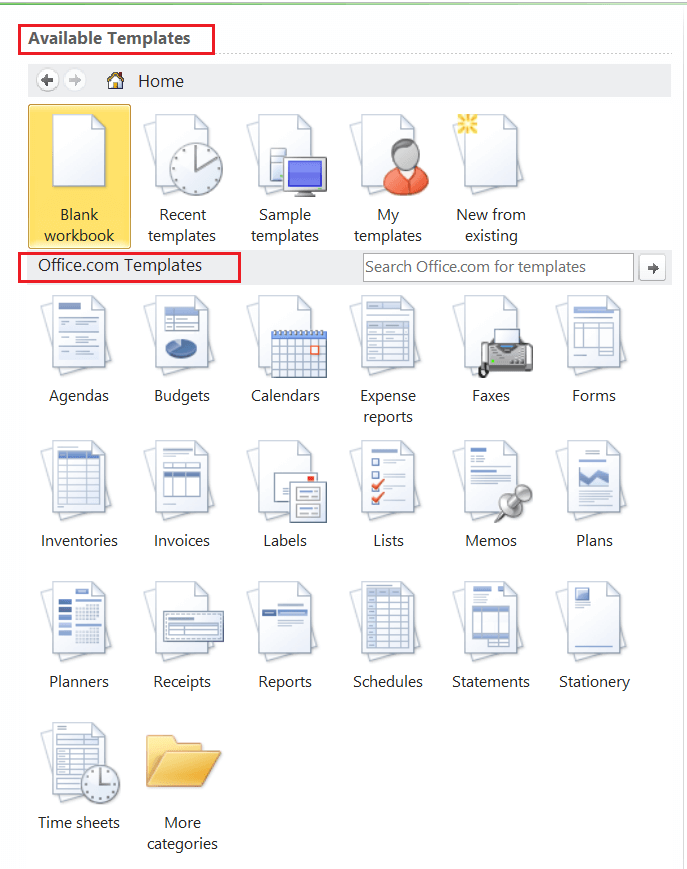 Available Templates
Home
Blank workbook
Recent templates
Sample templates
My templates
New from existing
Office.com Templates
Search Office.com for templates
Agendas
Budgets
Calendars
Expense reports
Faxes
Forms
Inventories
Invoices
Labels
Lists
Memos
Plans
Planners
Receipts
Reports
Schedules
Statements
Stationery
Time sheets
More categories